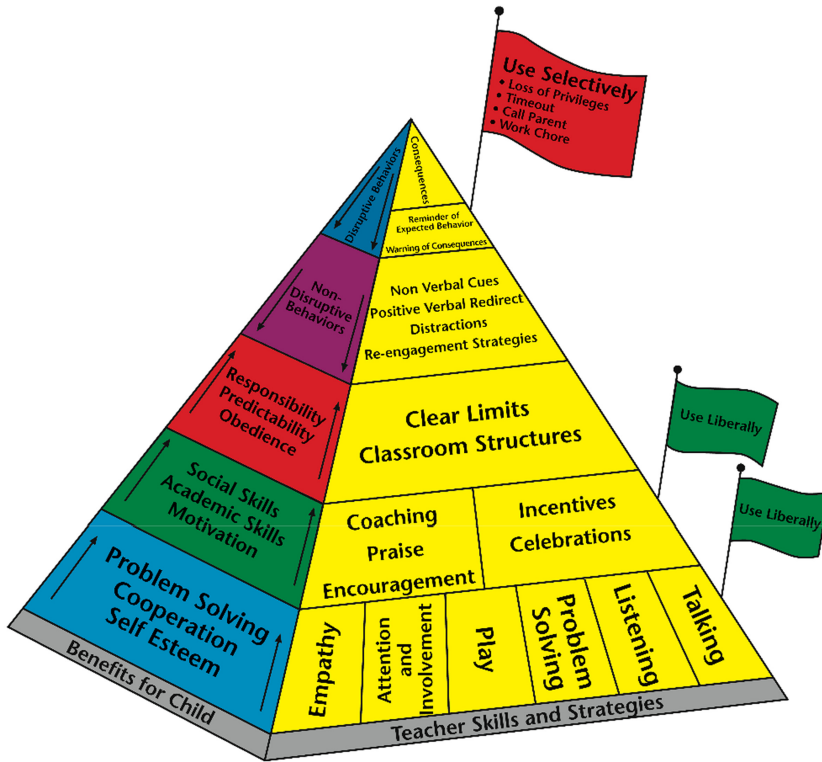 Use Selectively
• Loss of Privileges
• Timeout
• Call Parent
• Work Chore
Disruptive Behaviors
Consequences
Reminder of
Expected Behavior
Warning of Consequences
Non-
Disruptive
Behaviors
Non Verbal Cues
Positive Verbal Redirect
Distractions
Re-engagement Strategies
Responsibility
Predictability
Obedience
Clear Limits
Classroom Structures
Use Liberally
Social Skills
Academic Skills
Motivation
Coaching
Praise
Encouragement
Incentives
Celebrations
Use Liberally
Problem Solving
Cooperation
Self Esteem
Empathy
Attention
and
Involvement
Play
Problem
Solving
Listening
Talking
Benefits for Child
Teacher Skills and Strategies